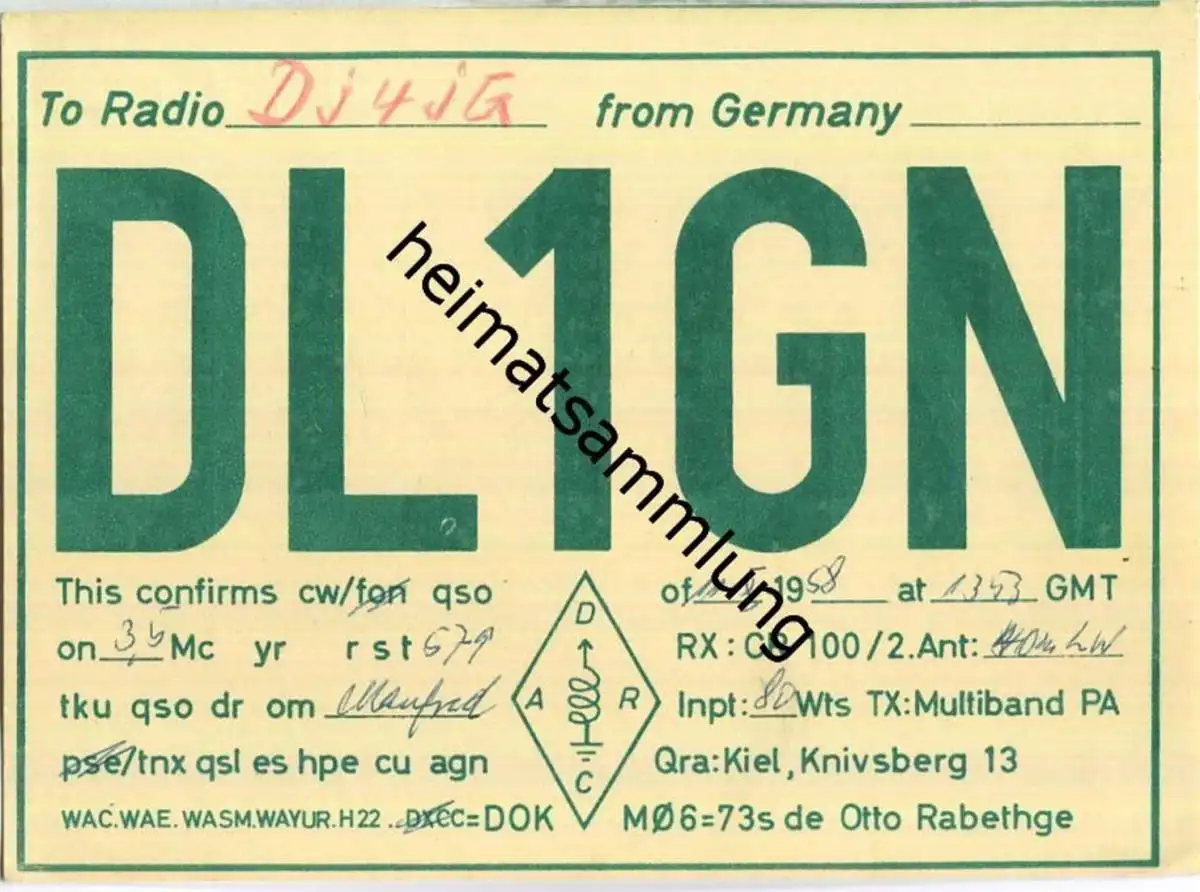 To Radio DJ4JG from Germany
DL1GN
This confirms cw/fon qso of 1958 at 1353 GMT
on 3,5 Mc yr rst 579 RX: 100/2. Ant: LW
tku qso dr om Manfred Inpt: 80 Wts TX: Multiband PA
pse/tnx qsl es hpe cu agn Qra: Kiel, Knivsberg 13
WAC. WAE. WASM. WAYUR. H22 . DXCC = DOK MØ6 = 73s de Otto Rabethge
D
A R
C
heimatsammlung